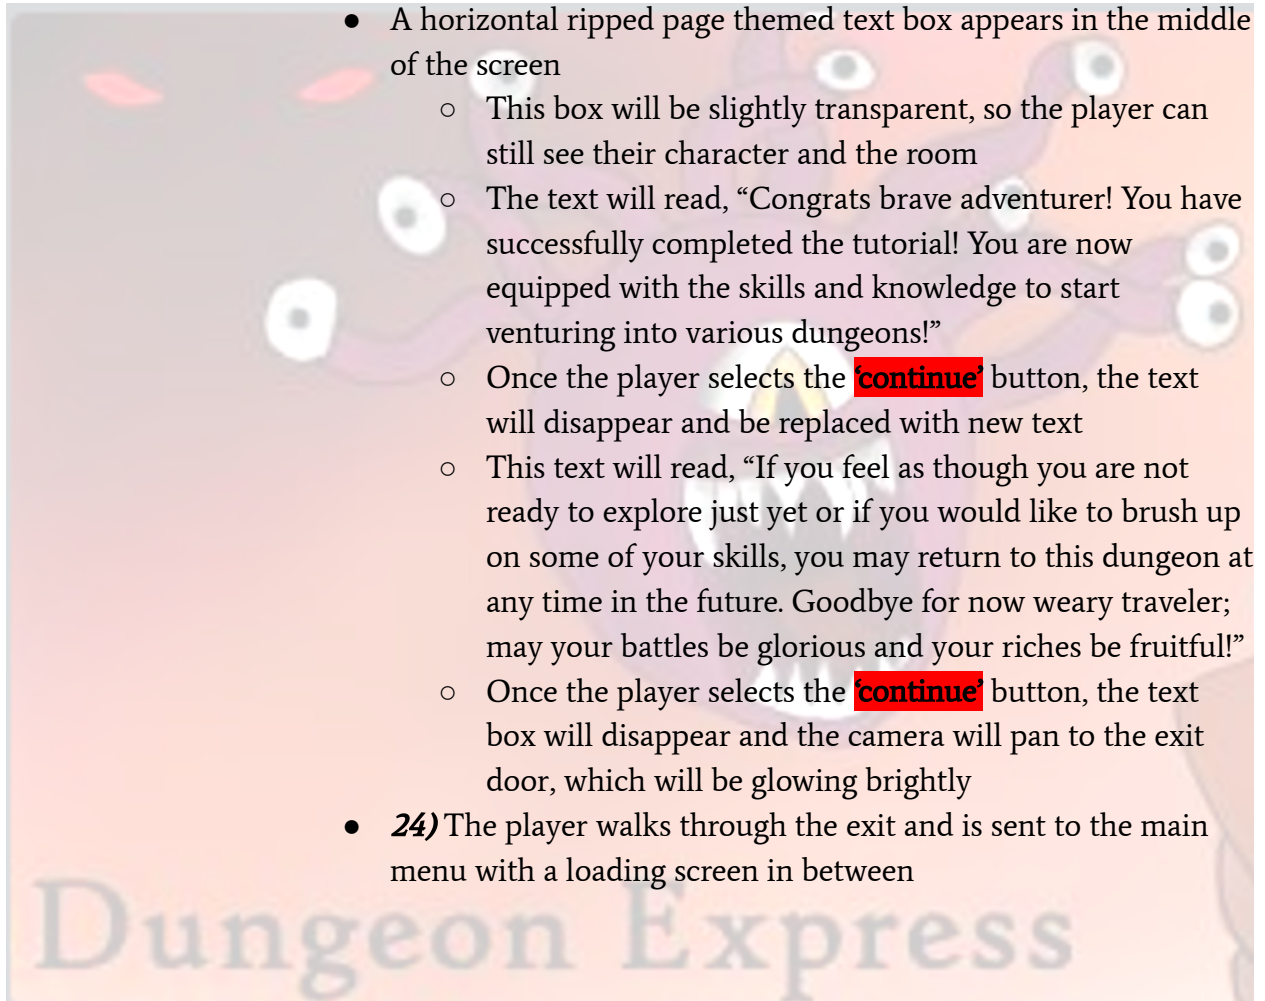 ● A horizontal ripped page themed text box appears in the middle
of the screen
○ This box will be slightly transparent, so the player can
still see their character and the room
○ The text will read, “Congrats brave adventurer! You have
successfully completed the tutorial! You are now
equipped with the skills and knowledge to start
venturing into various dungeons!”
○ Once the player selects the ‘continue’ button, the text
will disappear and be replaced with new text
○ This text will read, “If you feel as though you are not
ready to explore just yet or if you would like to brush up
on some of your skills, you may return to this dungeon at
any time in the future. Goodbye for now weary traveler;
may your battles be glorious and your riches be fruitful!”
○ Once the player selects the ‘continue’ button, the text
box will disappear and the camera will pan to the exit
door, which will be glowing brightly
● 24) The player walks through the exit and is sent to the main
menu with a loading screen in between
Dungeon Express